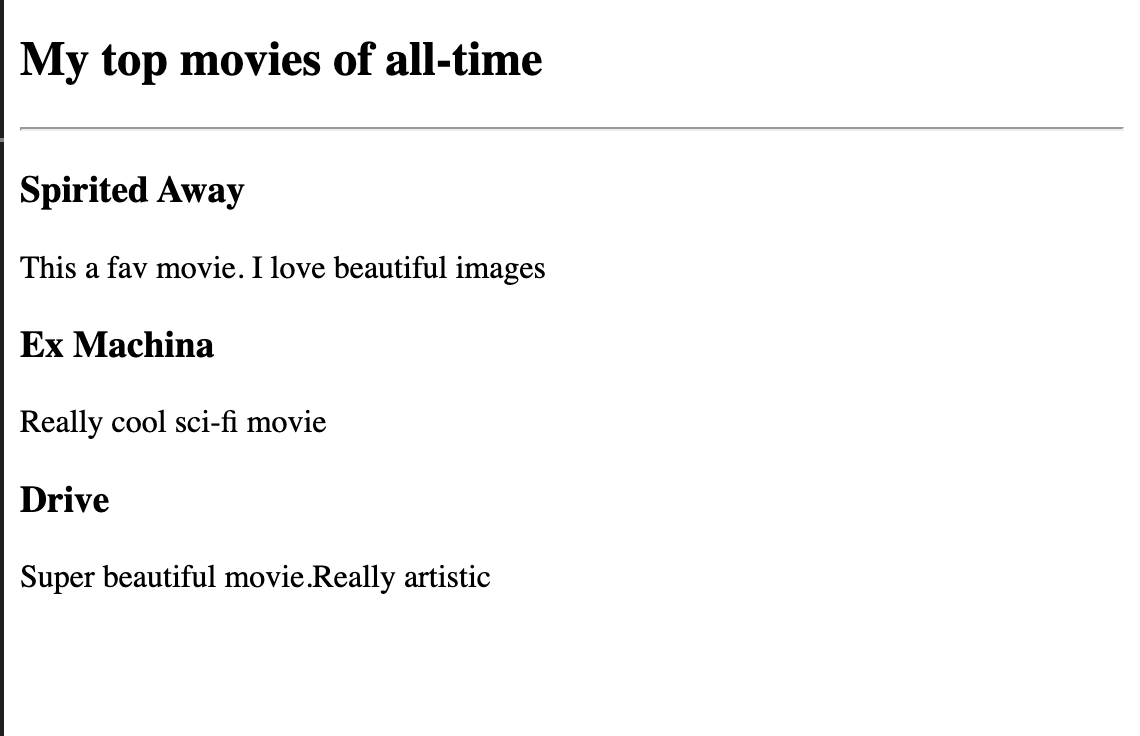 My top movies of all-time
Spirited Away
This a fav movie. I love beautiful images
Ex Machina
Really cool sci-fi movie
Drive
Super beautiful movie.Really artistic